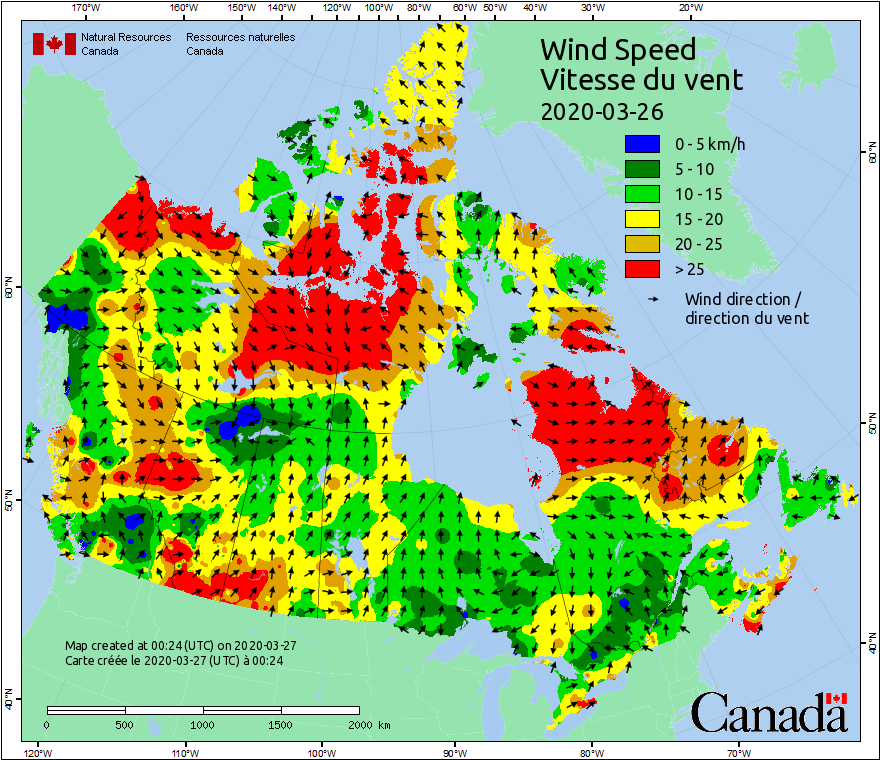 170°W 160°W 150°W 140°W 120°W 100°W 80°W 60°W 50°W 40°W 30°W 20°W
Natural Resources Ressources naturelles
Canada Canada
Wind Speed
Vitesse du vent
2020-03-26
0 - 5 km/h
5 - 10
10 - 15
15 - 20
20 - 25
> 25
Wind direction /
direction du vent
60°N
60°N
50°N
50°N
40°N
40°N
Map created at 00:24 (UTC) on 2020-03-27
Carte créée le 2020-03-27 (UTC) à 00:24
0 500 1000 1500 2000 km
Canada
120°W 110°W 100°W 90°W 80°W 70°W